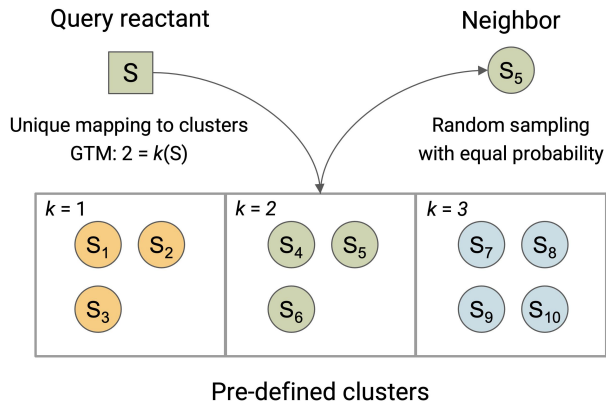 Query reactant
Neighbor
S
S₅
Unique mapping to clusters
GTM: 2 = k(S)
Random sampling
with equal probability
k = 1
S₁ S₂
S₃
k = 2
S₄ S₅
S₆
k = 3
S₇ S₈
S₉ S₁₀
Pre-defined clusters